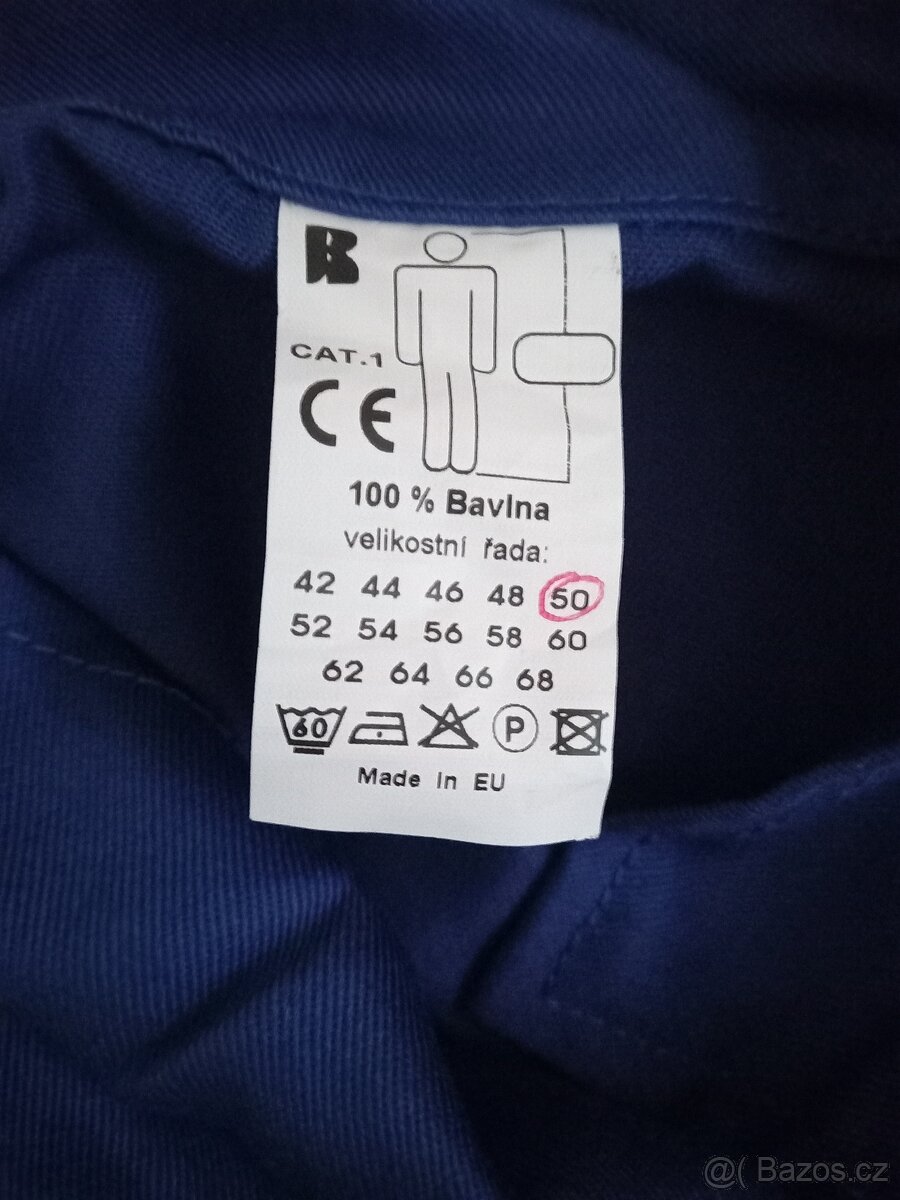 CAT.1
CE
100 % Bavlna
velikostní řada:
42 44 46 48 50
52 54 56 58 60
62 64 66 68
60 P
Made in EU
@( Bazos.cz